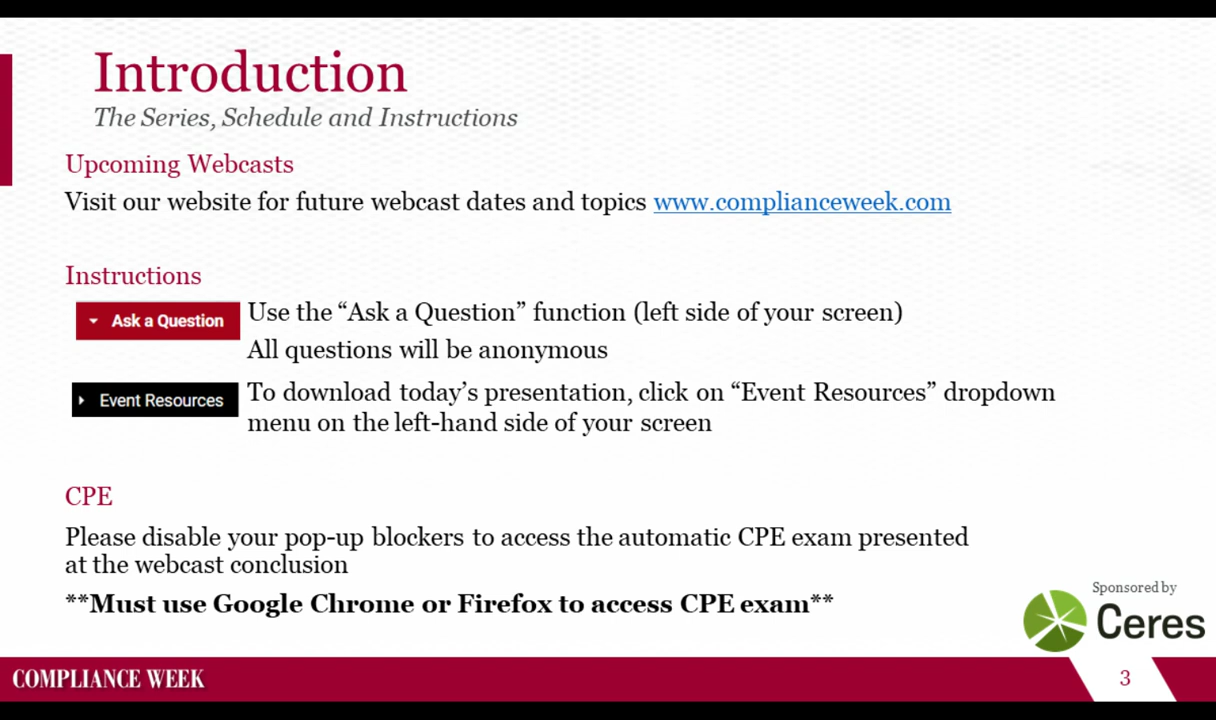 Introduction
The Series, Schedule and Instructions
Upcoming Webcasts
Visit our website for future webcast dates and topics www.complianceweek.com
Instructions
Ask a Question
Use the “Ask a Question” function (left side of your screen)
All questions will be anonymous
Event Resources
To download today’s presentation, click on “Event Resources” dropdown
menu on the left-hand side of your screen
CPE
Please disable your pop-up blockers to access the automatic CPE exam presented
at the webcast conclusion
**Must use Google Chrome or Firefox to access CPE exam**
Sponsored by
Ceres
COMPLIANCE WEEK
3